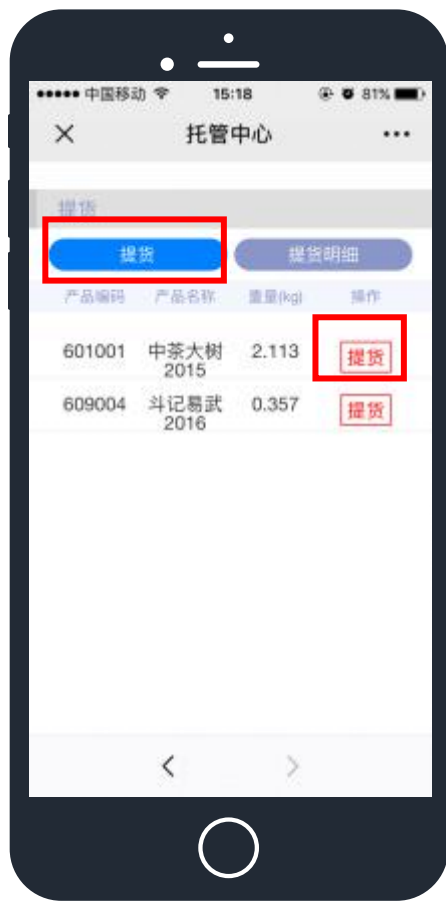 中国移动 15:18 81%
托管中心
提货
提货 提货明细
产品编码 产品名称 重量(kg) 操作
601001 中茶大树 2.113 提货
2015
609004 斗记易武 0.357 提货
2016